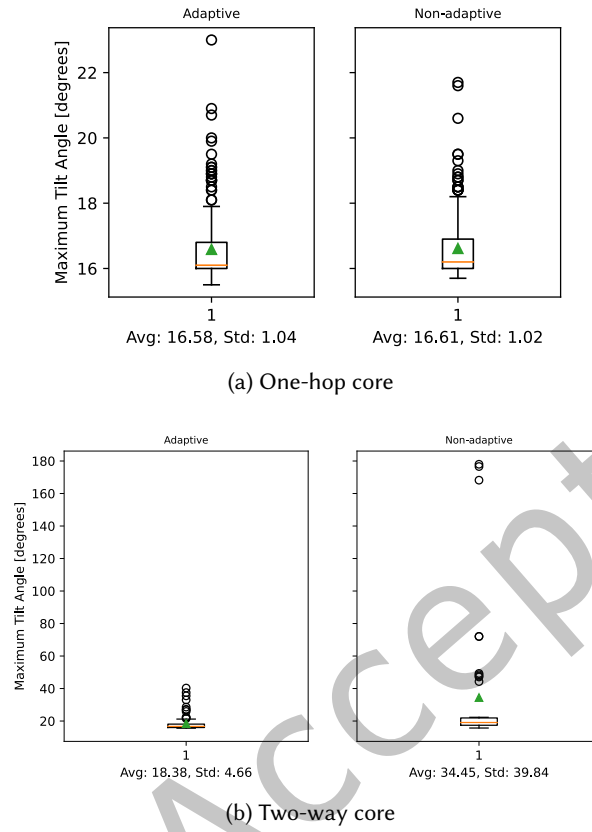 Adaptive
Non-adaptive
Maximum Tilt Angle [degrees]
22
20
18
16
1
1
Avg: 16.58, Std: 1.04
Avg: 16.61, Std: 1.02
(a) One-hop core
Adaptive
Non-adaptive
Maximum Tilt Angle [degrees]
180
160
140
120
100
80
60
40
20
1
1
Avg: 18.38, Std: 4.66
Avg: 34.45, Std: 39.84
(b) Two-way core
Accept